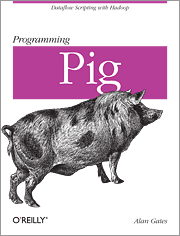 Dataflow Scripting with Hadoop
Programming
Pig
O'REILLY®
Alan Gates